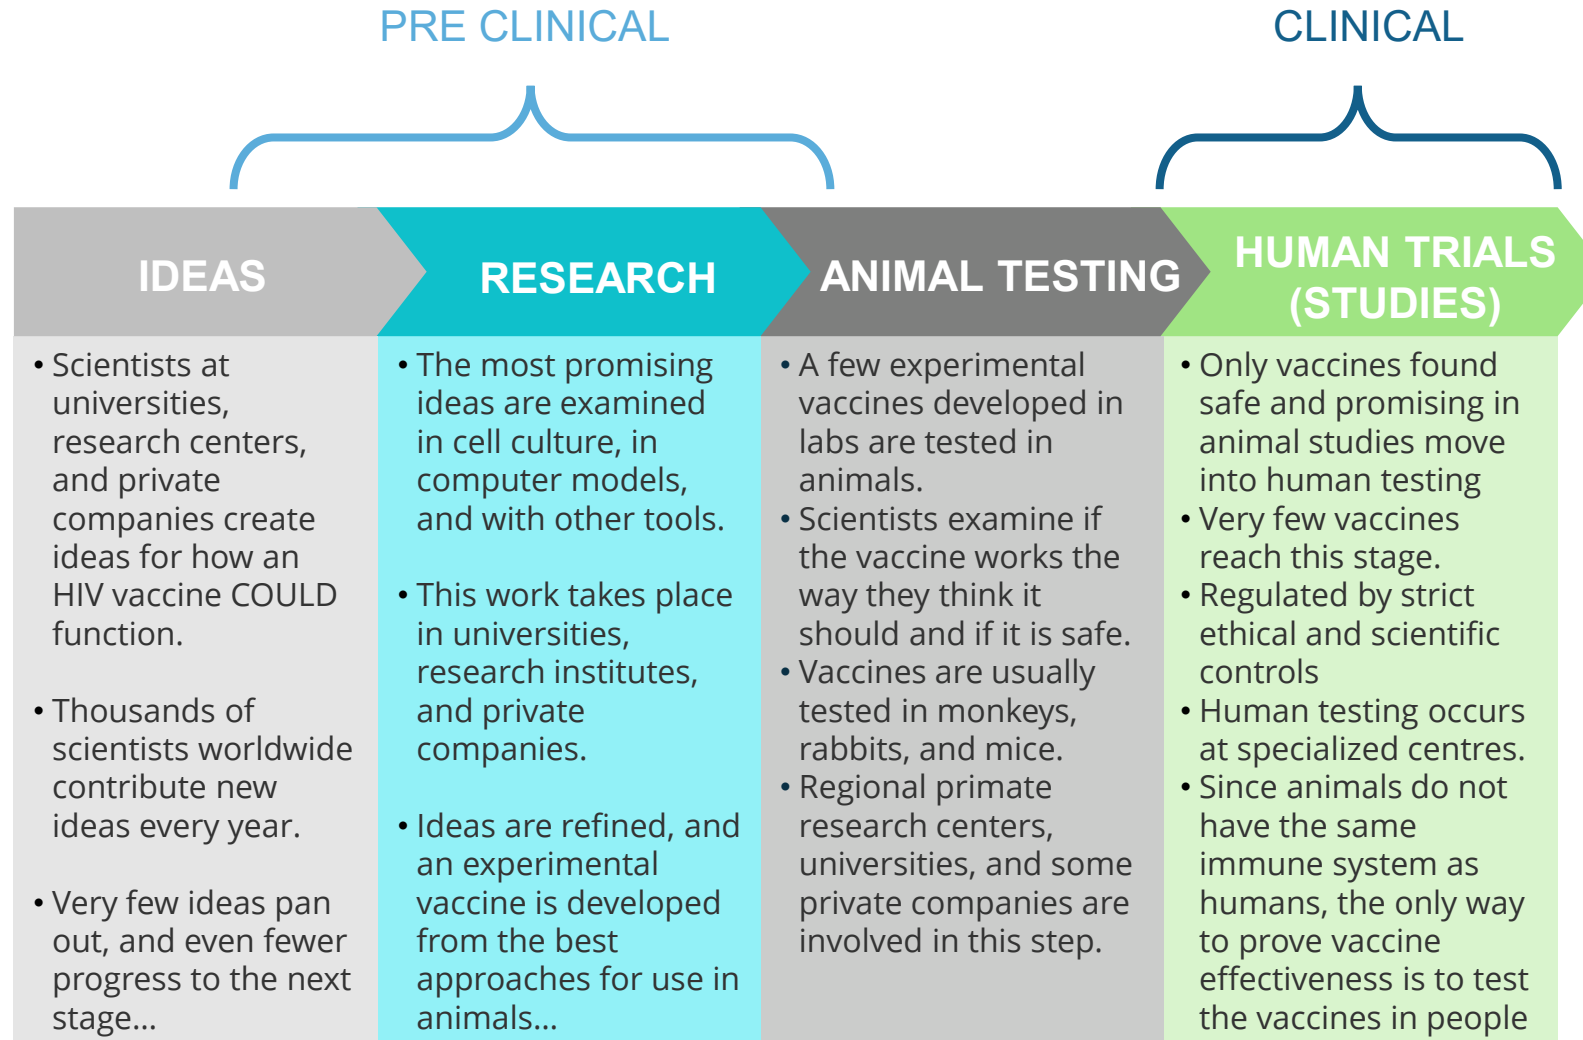 PRE CLINICAL
CLINICAL
IDEAS
RESEARCH
ANIMAL TESTING
HUMAN TRIALS
(STUDIES)
• Scientists at
universities,
research centers,
and private
companies create
ideas for how an
HIV vaccine COULD
function.
• Thousands of
scientists worldwide
contribute new
ideas every year.
• Very few ideas pan
out, and even fewer
progress to the next
stage...
• The most promising
ideas are examined
in cell culture, in
computer models,
and with other tools.
• This work takes place
in universities,
research institutes,
and private
companies.
• Ideas are refined, and
an experimental
vaccine is developed
from the best
approaches for use in
animals...
• A few experimental
vaccines developed in
labs are tested in
animals.
• Scientists examine if
the vaccine works the
way they think it
should and if it is safe.
• Vaccines are usually
tested in monkeys,
rabbits, and mice.
• Regional primate
research centers,
universities, and some
private companies are
involved in this step.
• Only vaccines found
safe and promising in
animal studies move
into human testing
• Very few vaccines
reach this stage.
• Regulated by strict
ethical and scientific
controls
• Human testing occurs
at specialized centres.
• Since animals do not
have the same
immune system as
humans, the only way
to prove vaccine
effectiveness is to test
the vaccines in people